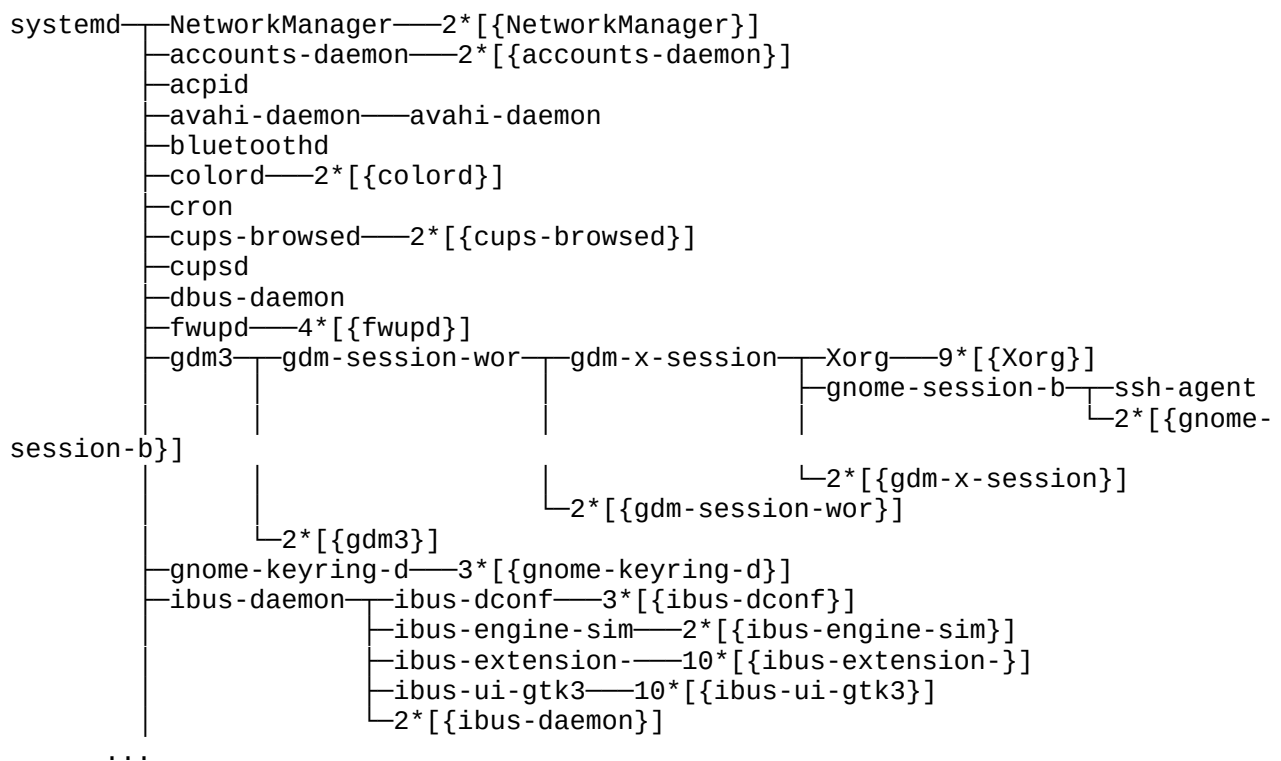 systemd─┬─NetworkManager───2*[{NetworkManager}]
        ├─accounts-daemon───2*[{accounts-daemon}]
        ├─acpid
        ├─avahi-daemon───avahi-daemon
        ├─bluetoothd
        ├─colord───2*[{colord}]
        ├─cron
        ├─cups-browsed───2*[{cups-browsed}]
        ├─cupsd
        ├─dbus-daemon
        ├─fwupd───4*[{fwupd}]
        ├─gdm3─┬─gdm-session-wor─┬─gdm-x-session─┬─Xorg───9*[{Xorg}]
        │      │                 │               ├─gnome-session-b─┬─ssh-agent
        │      │                 │               │                 └─2*[{gnome-
session-b}]
        │      │                 │               └─2*[{gdm-x-session}]
        │      │                 └─2*[{gdm-session-wor}]
        │      └─2*[{gdm3}]
        ├─gnome-keyring-d───3*[{gnome-keyring-d}]
        ├─ibus-daemon─┬─ibus-dconf───3*[{ibus-dconf}]
        │             ├─ibus-engine-sim───2*[{ibus-engine-sim}]
        │             ├─ibus-extension-───10*[{ibus-extension-}]
        │             ├─ibus-ui-gtk3───10*[{ibus-ui-gtk3}]
        │             └─2*[{ibus-daemon}]
      ...